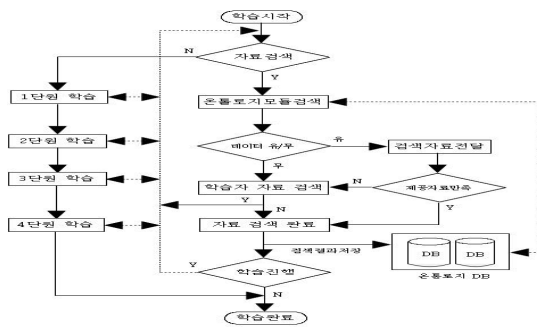 학습시작
N
자료검색
Y
1단원 학습
온톨로지모듈검색
2단원 학습
데이터 유/무
유
검색자료전달
무
3단원 학습
학습자 자료 검색
N
제공자료만족
Y
N
Y
4단원 학습
자료 검색 완료
검색결과저장
DB
DB
온톨로지 DB
Y
학습진행
N
학습완료